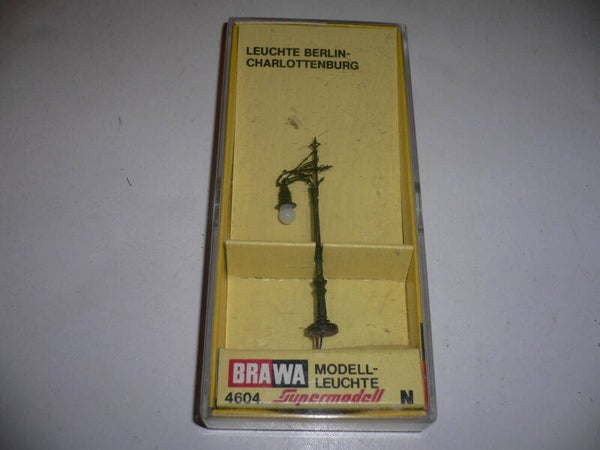 LEUCHTE BERLIN-
CHARLOTTENBURG
BRAWA
MODELL-
LEUCHTE
4604 Supermodell N